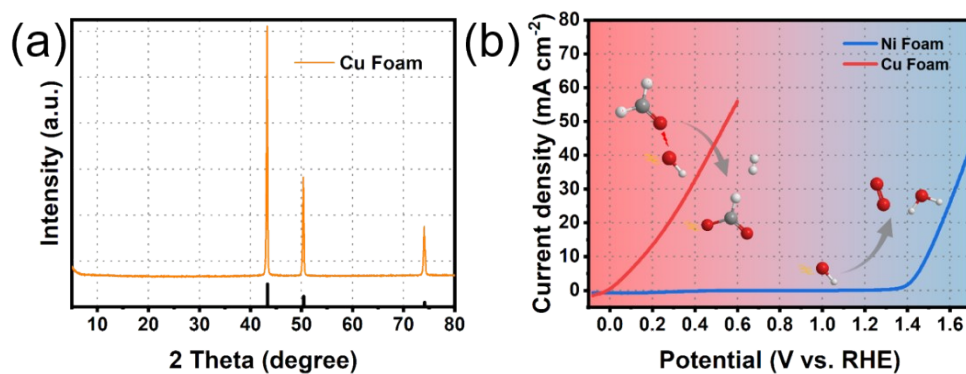 (a)
Cu Foam
Intensity (a.u.)
10 20 30 40 50 60 70 80
2 Theta (degree)
(b)
Ni Foam
Cu Foam
Current density (mA cm-2)
80
70
60
50
40
30
20
10
0
0.0 0.2 0.4 0.6 0.8 1.0 1.2 1.4 1.6
Potential (V vs. RHE)